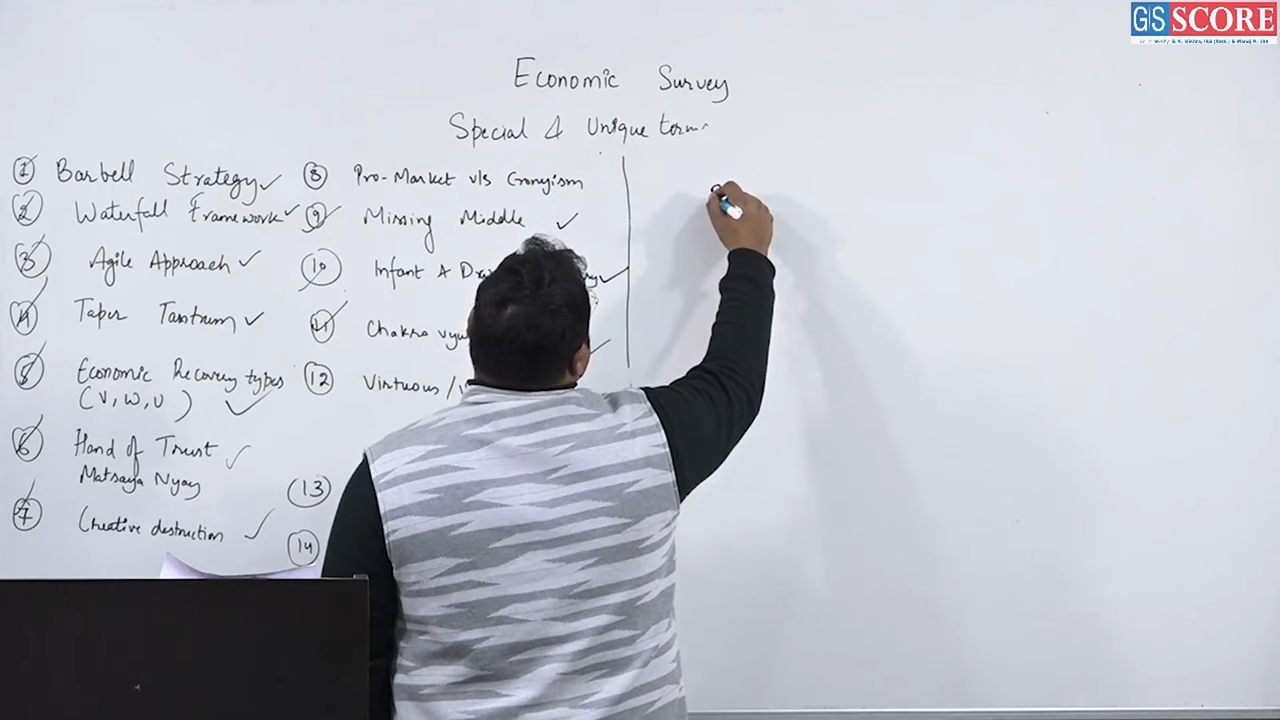 GS SCORE
Economic Survey
Special & Unique
① Barbell Strategy ✓
② Waterfall Framework ✓
③ Agile Approach ✓
④ Taper Tantrum ✓
⑤ Economic Recovery types
(V, W, U) ✓
⑥ Hand of Trust ✓
Matsaya Nyay
⑦ Creative destruction ✓
⑧ Pro-Market v/s Cronyism
⑨ Missing Middle ✓
⑩ Infant &
⑪ Chakra
⑫ Virtuous /
⑬
⑭